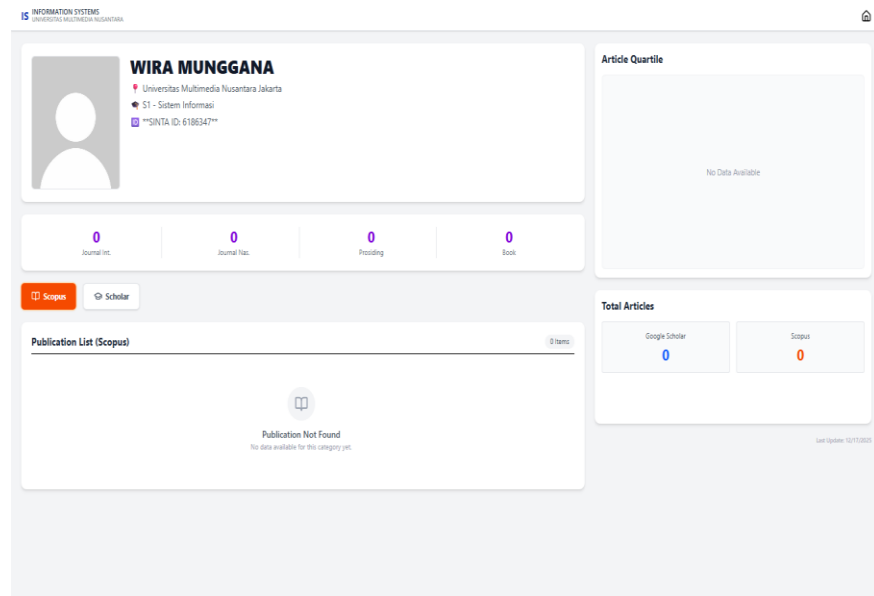 IS INFORMATION SYSTEMS
UNIVERSITAS MULTIMEDIA NUSANTARA
WIRA MUNGGANA
Universitas Multimedia Nusantara Jakarta
S1 - Sistem Informasi
**SINTA ID: 6186347**
0
Journal Int.
0
Journal Nas.
0
Prosiding
0
Book
Scopus
Scholar
Publication List (Scopus)
0 Items
Publication Not Found
No data available for this category yet.
Article Quartile
No Data Available
Total Articles
Google Scholar
0
Scopus
0
Last Update: 12/17/2025